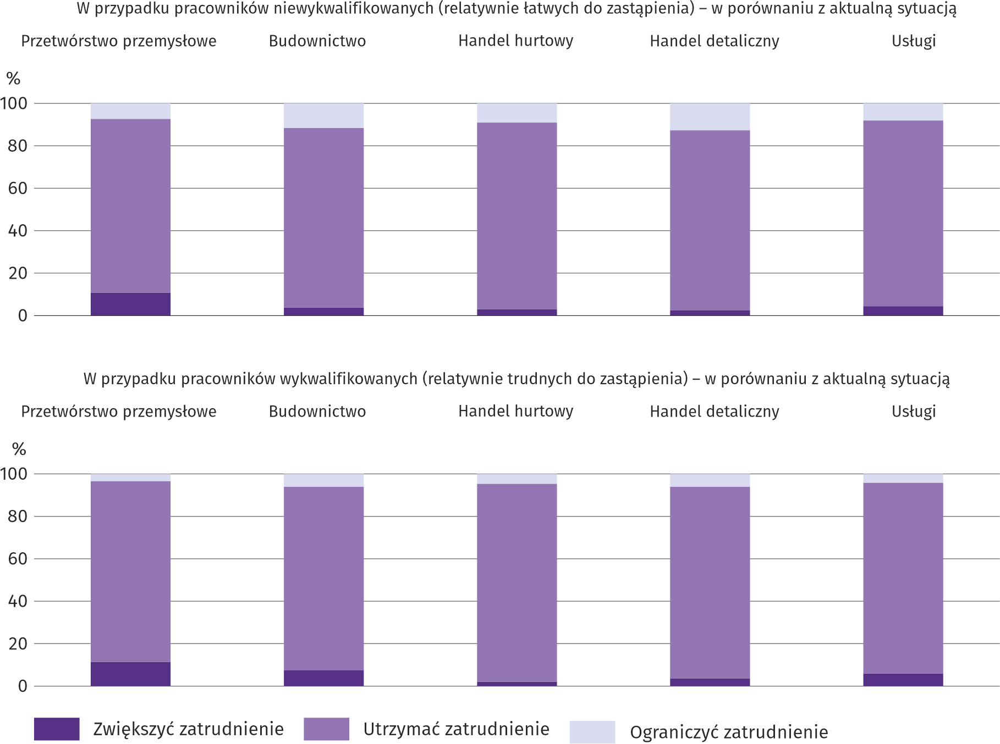 W przypadku pracowników niewykwalifikowanych (relatywnie łatwych do zastąpienia) – w porównaniu z aktualną sytuacją
Przetwórstwo przemysłowe Budownictwo Handel hurtowy Handel detaliczny Usługi
%
100
80
60
40
20
0
W przypadku pracowników wykwalifikowanych (relatywnie trudnych do zastąpienia) – w porównaniu z aktualną sytuacją
Przetwórstwo przemysłowe Budownictwo Handel hurtowy Handel detaliczny Usługi
%
100
80
60
40
20
0
Zwiększyć zatrudnienie Utrzymać zatrudnienie Ograniczyć zatrudnienie